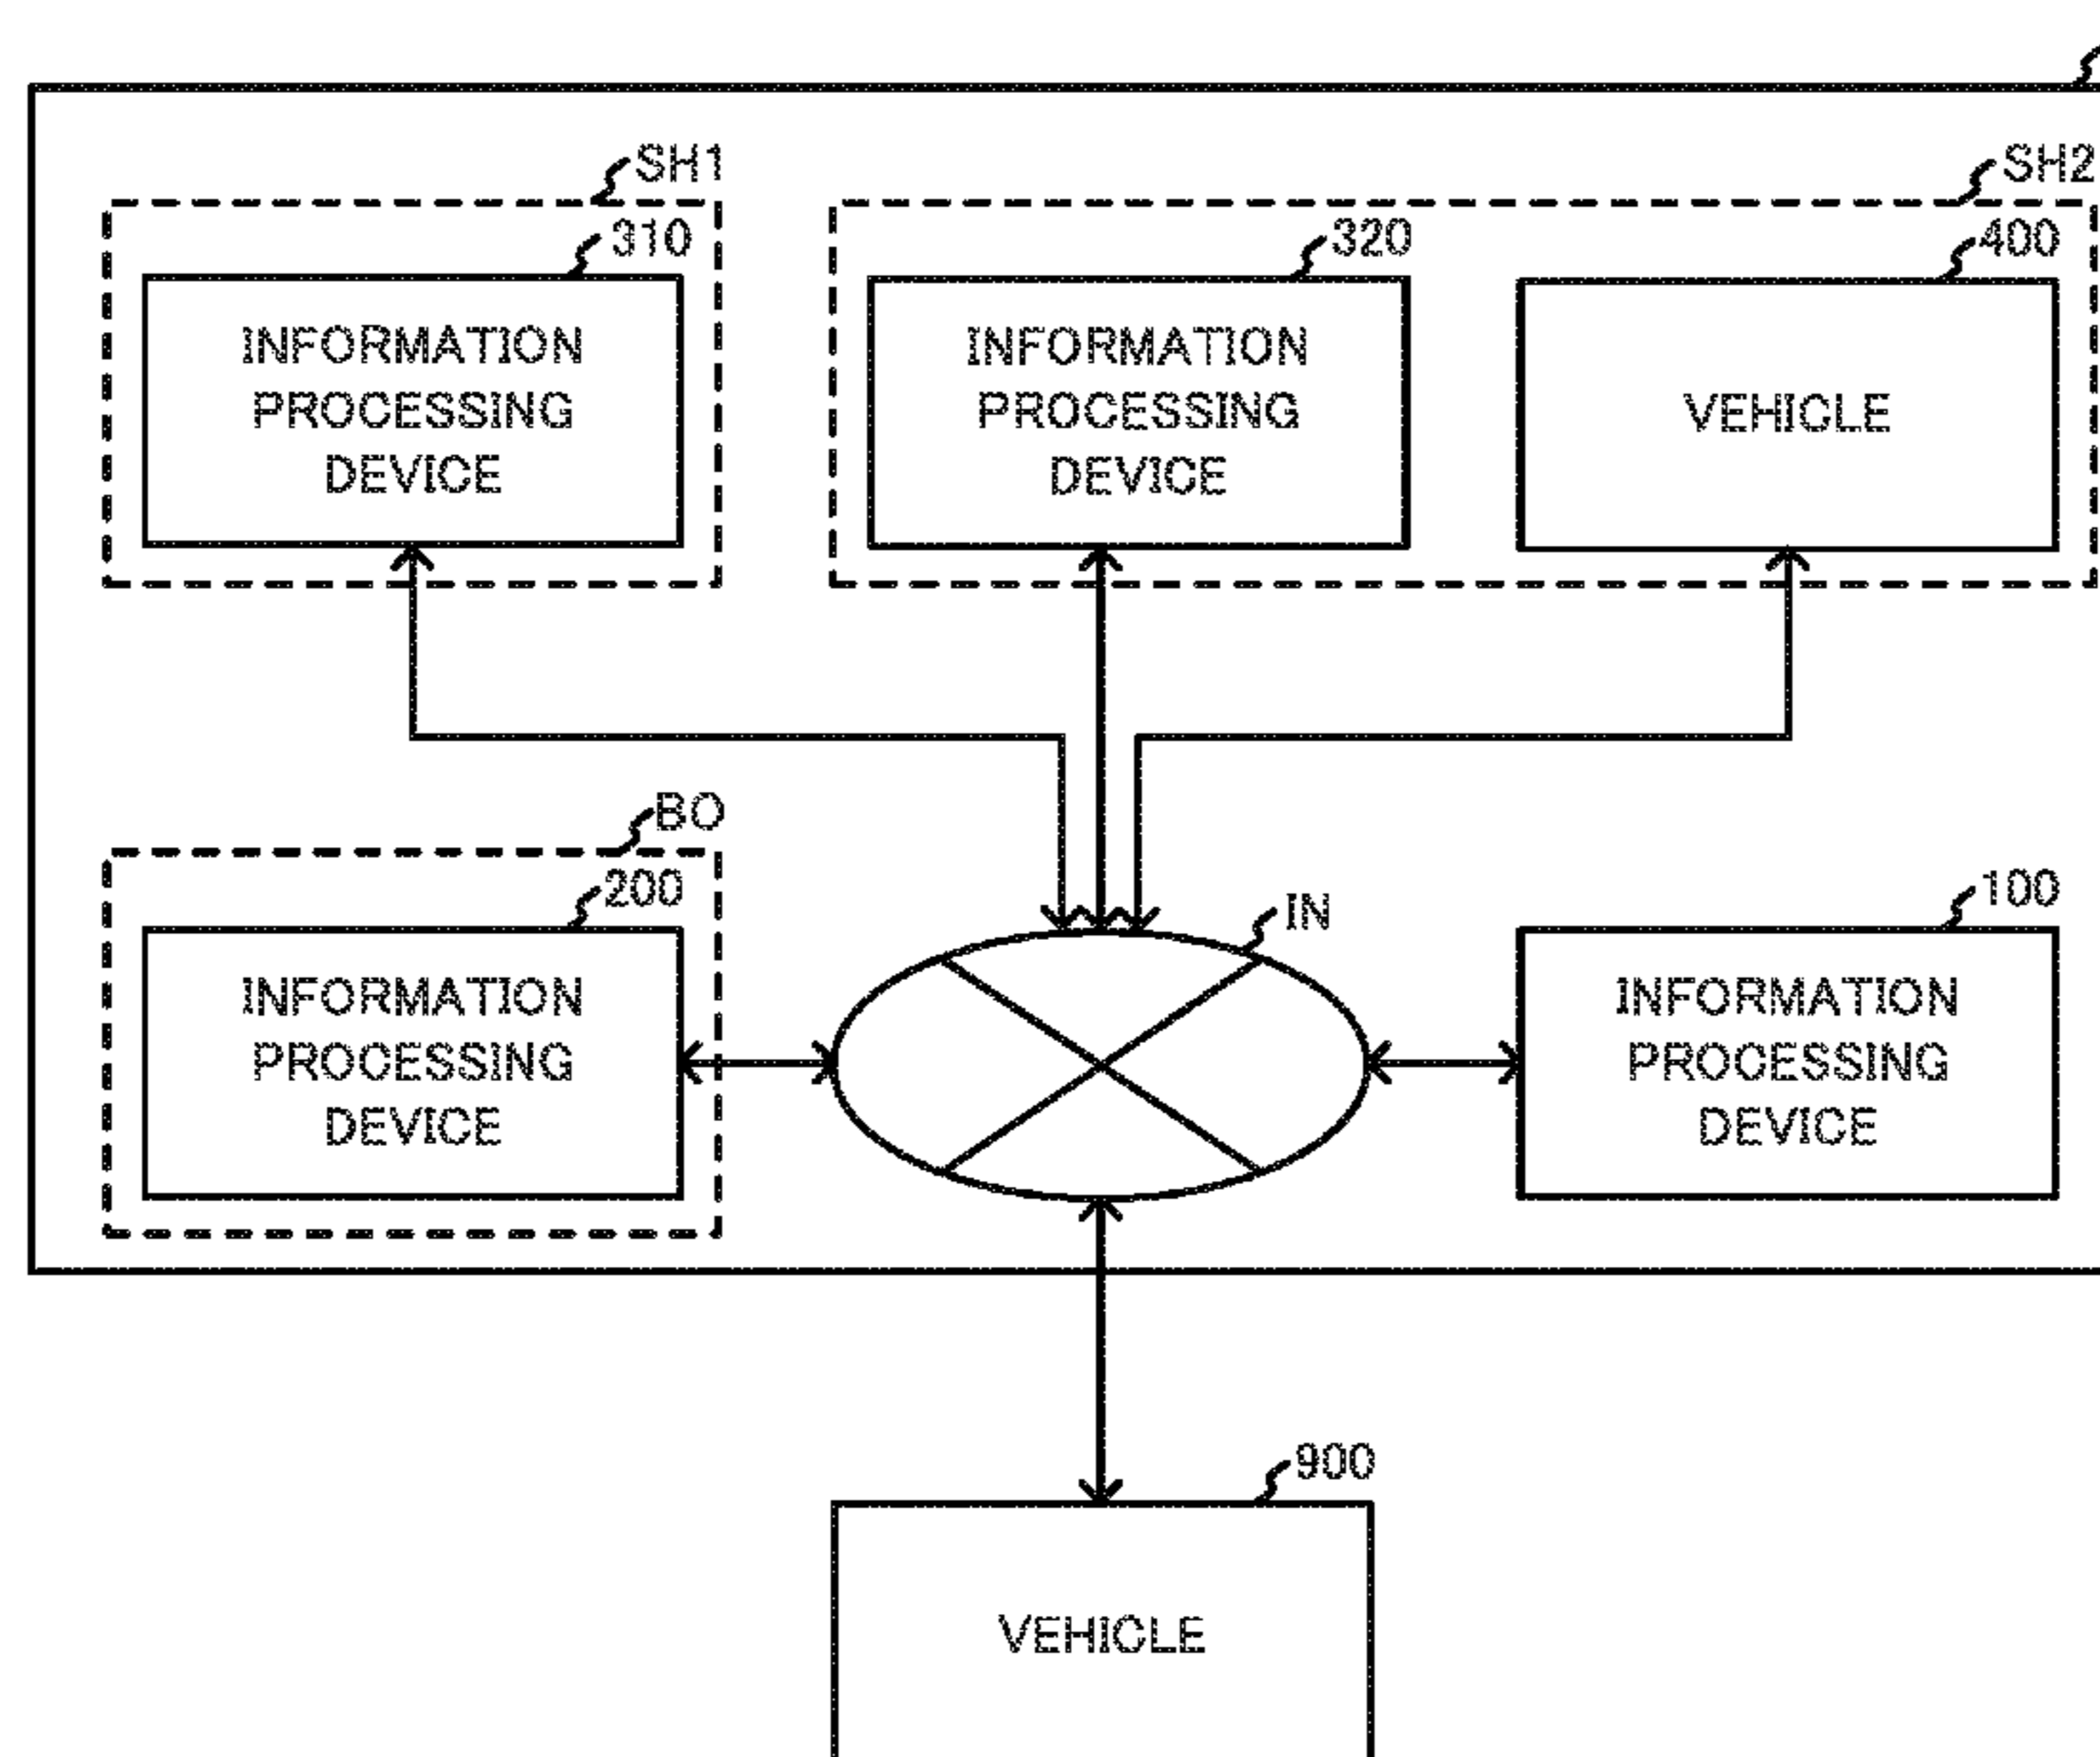 SH1
SH2
310
320
400
INFORMATION
PROCESSING
DEVICE
INFORMATION
PROCESSING
DEVICE
VEHICLE
BO
200
IN
100
INFORMATION
PROCESSING
DEVICE
INFORMATION
PROCESSING
DEVICE
900
VEHICLE